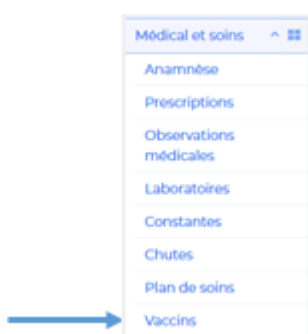 Médical et soins
Anamnèse
Prescriptions
Observations
médicales
Laboratoires
Constantes
Chutes
Plan de soins
Vaccins